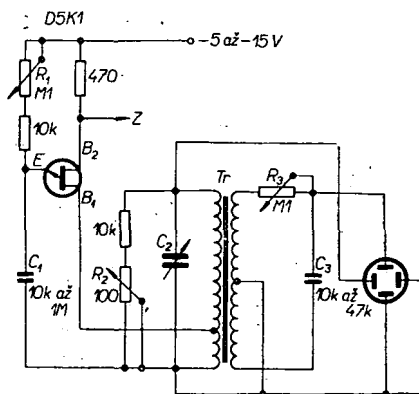 D5K1
−5 až −15 V
R1
M1
470
Z
10k
B2
E
B1
Tr
R3
M1
10k
C2
C1
10k až
1M
R2
100
C3
10k až
47k